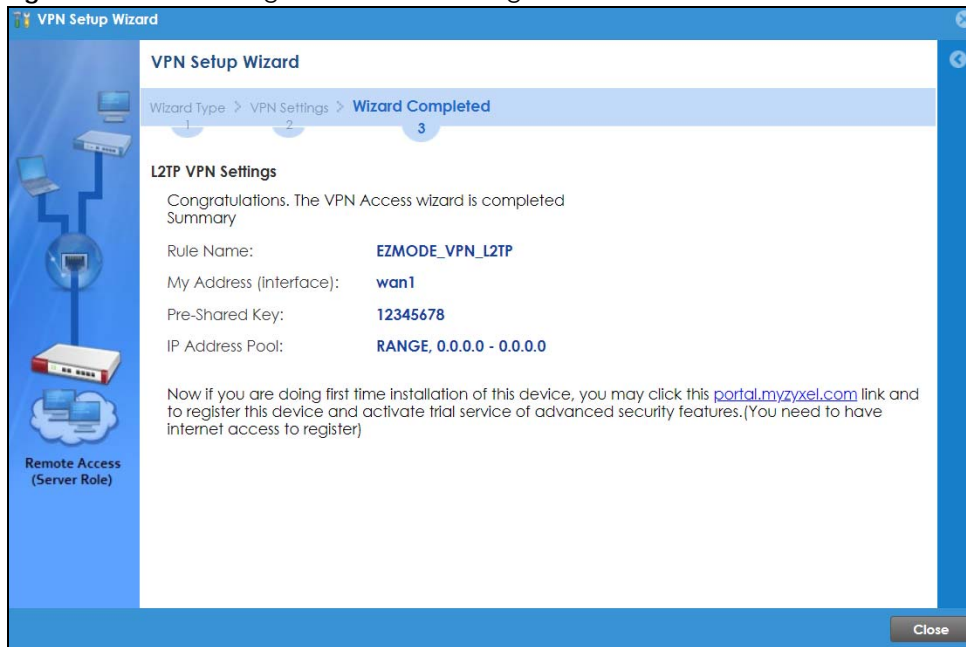 VPN Setup Wizard
VPN Setup Wizard
Wizard Type > VPN Settings > Wizard Completed
1 2 3
L2TP VPN Settings
Congratulations. The VPN Access wizard is completed
Summary
Rule Name: EZMODE_VPN_L2TP
My Address (interface): wan1
Pre-Shared Key: 12345678
IP Address Pool: RANGE, 0.0.0.0 - 0.0.0.0
Now if you are doing first time installation of this device, you may click this portal.myzyxel.com link and
to register this device and activate trial service of advanced security features.(You need to have
internet access to register)
Remote Access
(Server Role)
Close